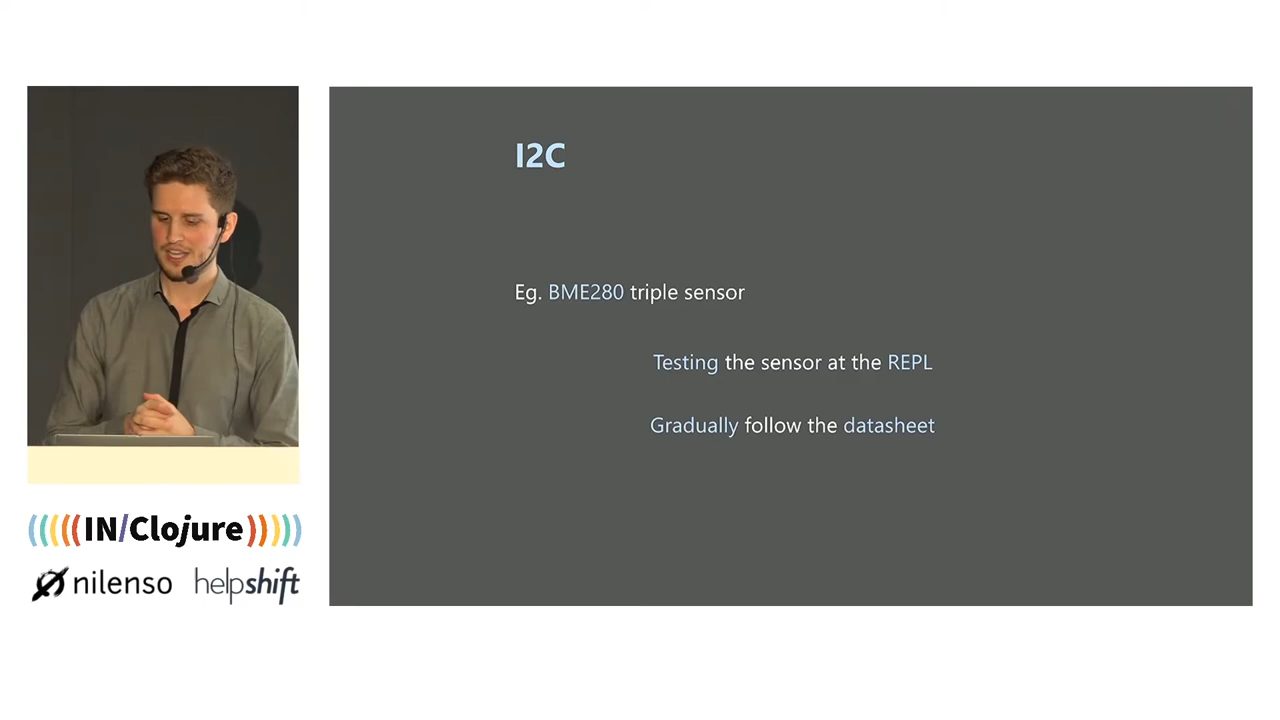 I2C
Eg. BME280 triple sensor
Testing the sensor at the REPL
Gradually follow the datasheet
(((((IN/Clojure)))))
nilenso helpshift